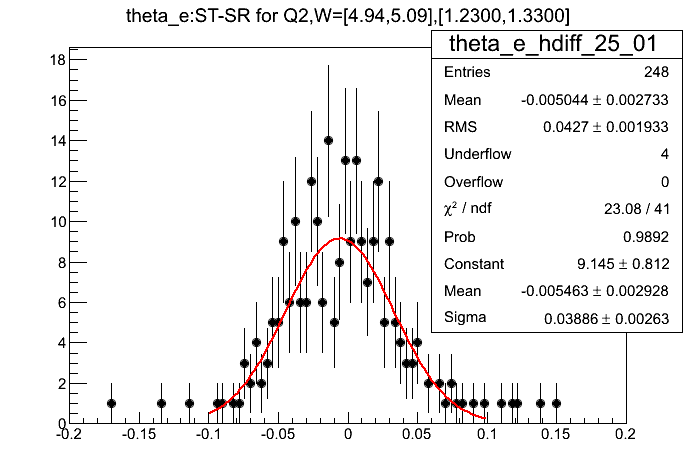 theta_e:ST-SR for Q2,W=[4.94,5.09],[1.2300,1.3300]
theta_e_hdiff_25_01
Entries 248
Mean -0.005044 ± 0.002733
RMS 0.0427 ± 0.001933
Underflow 4
Overflow 0
χ² / ndf 23.08 / 41
Prob 0.9892
Constant 9.145 ± 0.812
Mean -0.005463 ± 0.002928
Sigma 0.03886 ± 0.00263
18
16
14
12
10
8
6
4
2
0
-0.2 -0.15 -0.1 -0.05 0 0.05 0.1 0.15 0.2